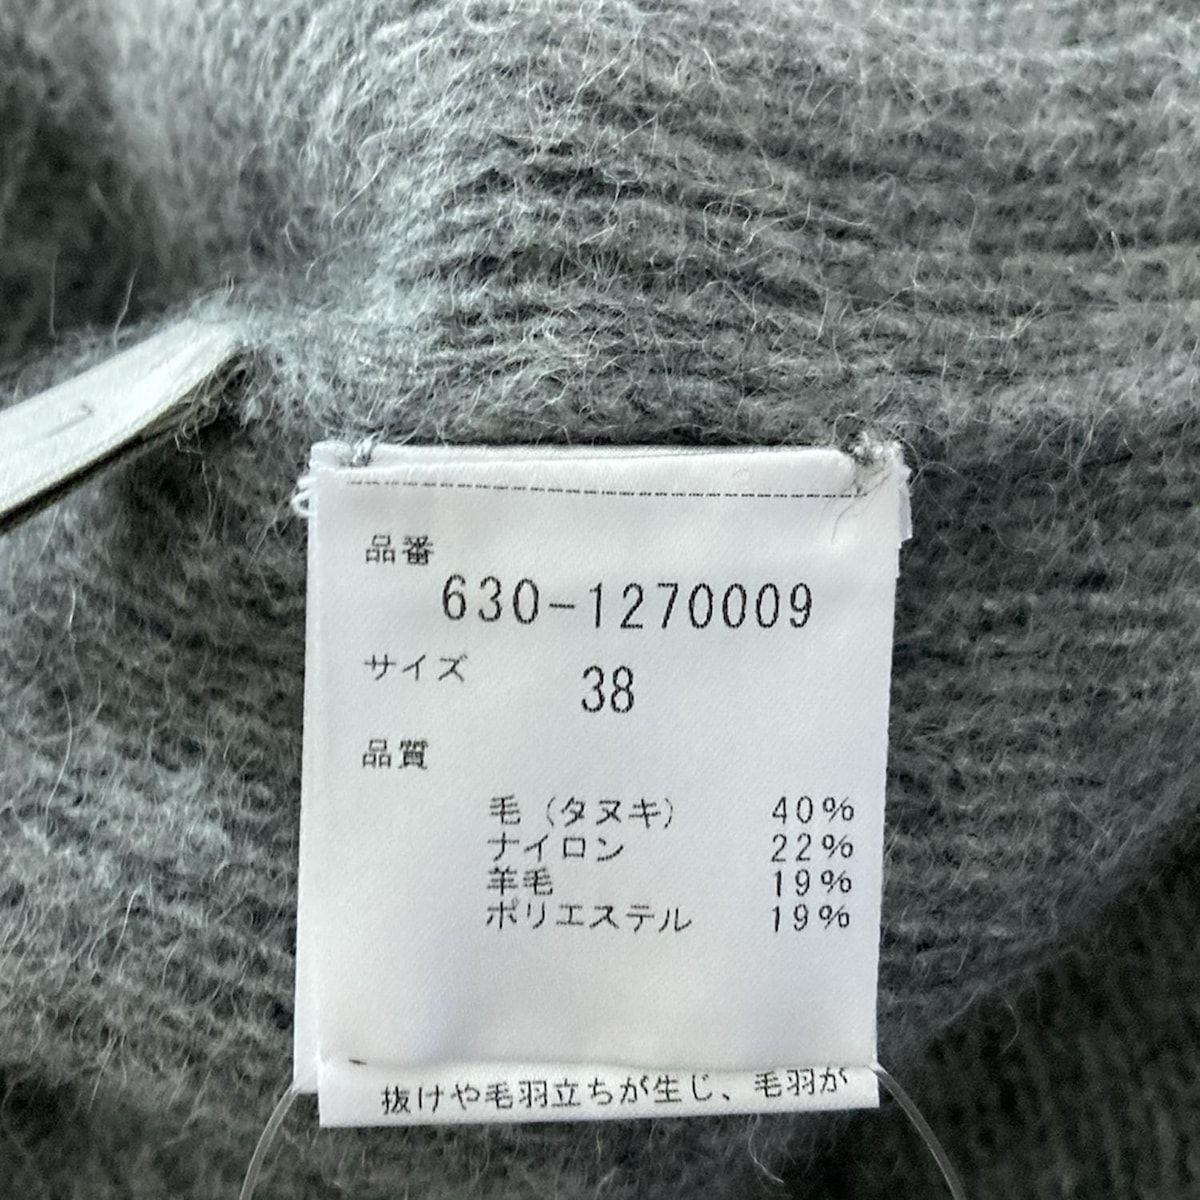 品番
630-1270009
サイズ 38
品質
毛（タヌキ） 40%
ナイロン 22%
羊毛 19%
ポリエステル 19%
抜けや毛羽立ちが生じ、毛羽が